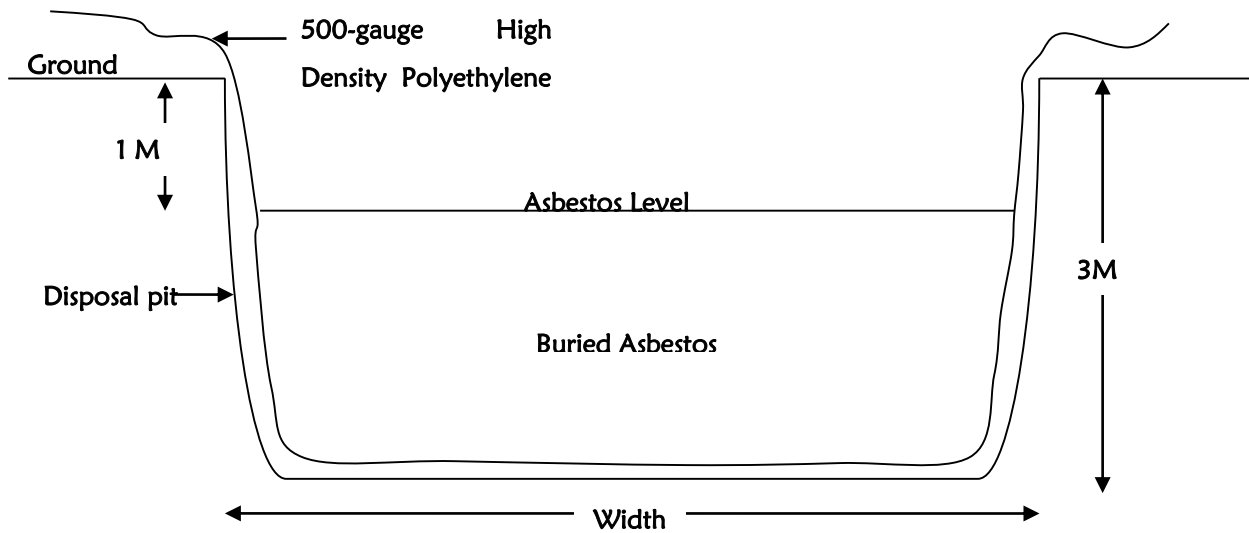 500-gauge High
Density Polyethylene
Ground
1 M
Asbestos Level
3M
Disposal pit
Buried Asbestos
Width